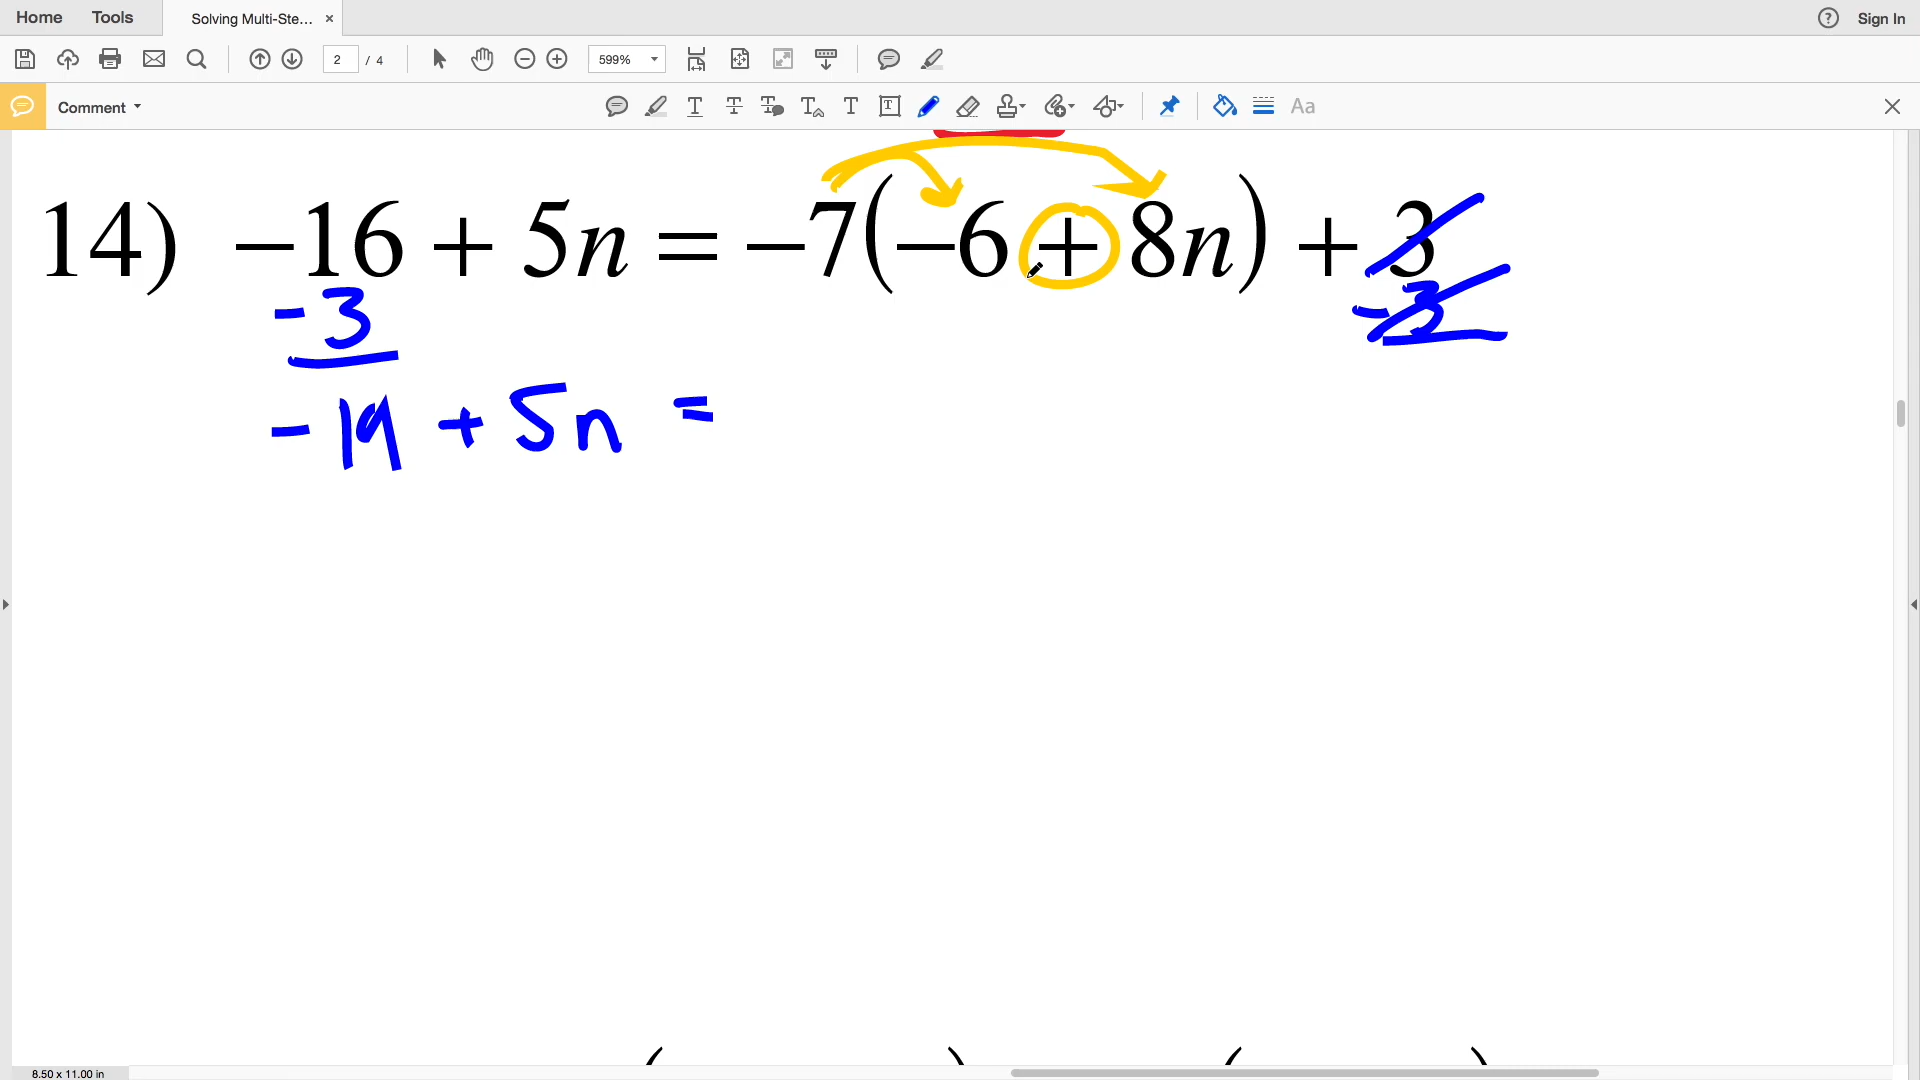 Home Tools Solving Multi-Ste... × ? Sign In
2 / 4 599%
Comment T T T T T T Aa
14) −16 + 5n = −7(−6 + 8n) + 3
-3 -3
-19 + 5n =
( ) ( )
8.50 x 11.00 in